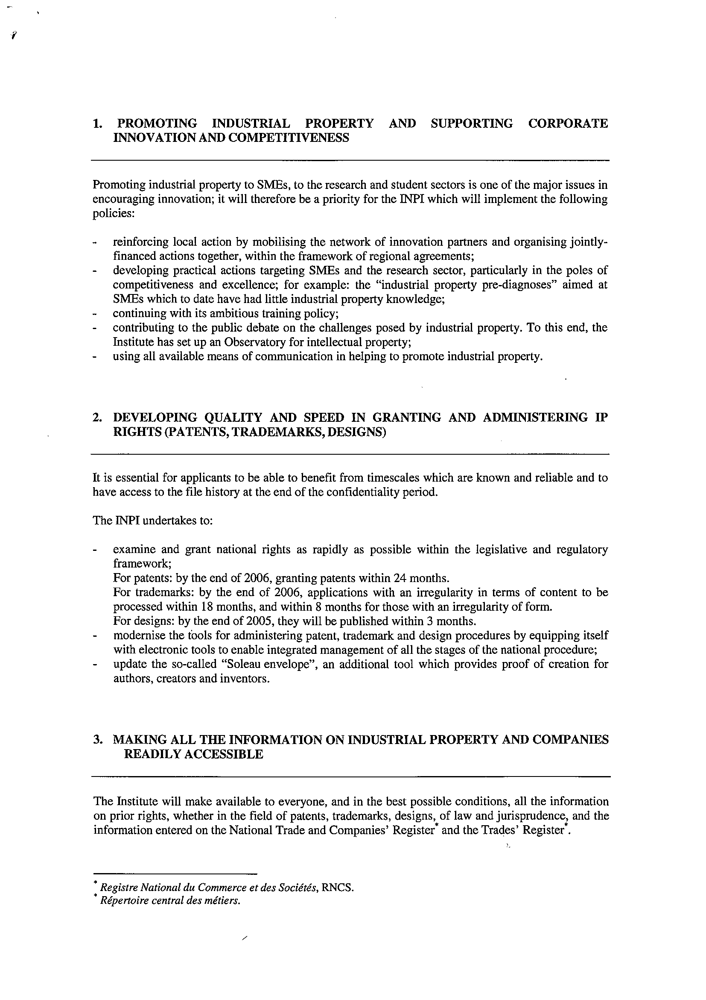 1. PROMOTING INDUSTRIAL PROPERTY AND SUPPORTING CORPORATE
INNOVATION AND COMPETITIVENESS
Promoting industrial property to SMEs, to the research and student sectors is one of the major issues in
encouraging innovation; it will therefore be a priority for the INPI which will implement the following
policies:
- reinforcing local action by mobilising the network of innovation partners and organising jointly-
financed actions together, within the framework of regional agreements;
- developing practical actions targeting SMEs and the research sector, particularly in the poles of
competitiveness and excellence; for example: the “industrial property pre-diagnoses” aimed at
SMEs which to date have had little industrial property knowledge;
- continuing with its ambitious training policy;
- contributing to the public debate on the challenges posed by industrial property. To this end, the
Institute has set up an Observatory for intellectual property;
- using all available means of communication in helping to promote industrial property.
2. DEVELOPING QUALITY AND SPEED IN GRANTING AND ADMINISTERING IP
RIGHTS (PATENTS, TRADEMARKS, DESIGNS)
It is essential for applicants to be able to benefit from timescales which are known and reliable and to
have access to the file history at the end of the confidentiality period.
The INPI undertakes to:
- examine and grant national rights as rapidly as possible within the legislative and regulatory
framework;
For patents: by the end of 2006, granting patents within 24 months.
For trademarks: by the end of 2006, applications with an irregularity in terms of content to be
processed within 18 months, and within 8 months for those with an irregularity of form.
For designs: by the end of 2005, they will be published within 3 months.
- modernise the tools for administering patent, trademark and design procedures by equipping itself
with electronic tools to enable integrated management of all the stages of the national procedure;
- update the so-called “Soleau envelope”, an additional tool which provides proof of creation for
authors, creators and inventors.
3. MAKING ALL THE INFORMATION ON INDUSTRIAL PROPERTY AND COMPANIES
READILY ACCESSIBLE
The Institute will make available to everyone, and in the best possible conditions, all the information
on prior rights, whether in the field of patents, trademarks, designs, of law and jurisprudence, and the
information entered on the National Trade and Companies’ Register* and the Trades’ Register*.
* Registre National du Commerce et des Sociétés, RNCS.
* Répertoire central des métiers.